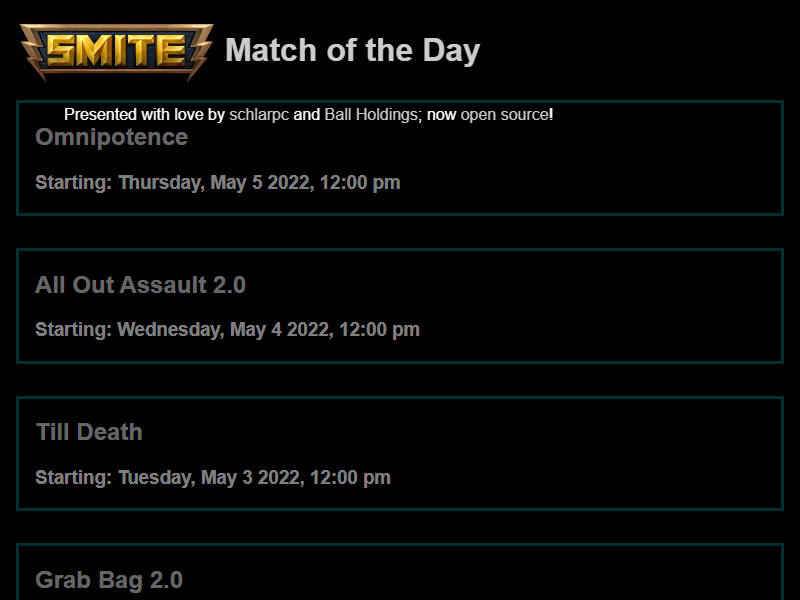 SMITE Match of the Day
Presented with love by schlarpc and Ball Holdings; now open source!
Omnipotence
Starting: Thursday, May 5 2022, 12:00 pm
All Out Assault 2.0
Starting: Wednesday, May 4 2022, 12:00 pm
Till Death
Starting: Tuesday, May 3 2022, 12:00 pm
Grab Bag 2.0